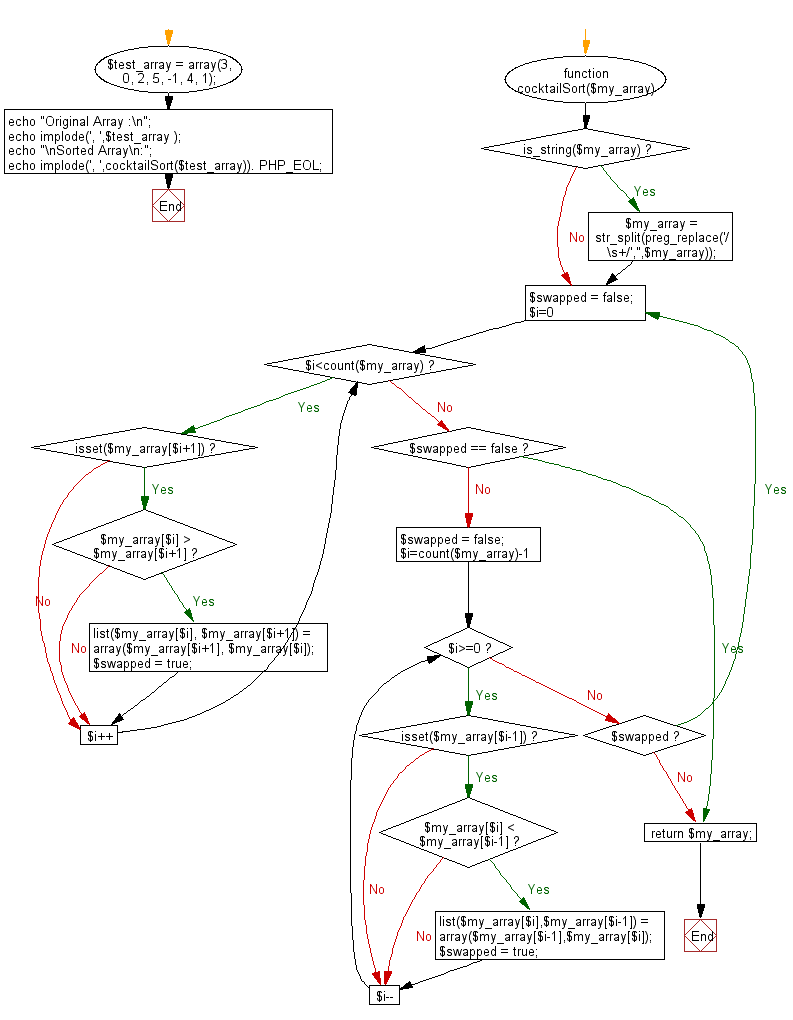 $test_array = array(3,
0, 2, 5, -1, 4, 1);
echo "Original Array :\n";
echo implode(', ',$test_array );
echo "\nSorted Array\n:";
echo implode(', ',cocktailSort($test_array)). PHP_EOL;
End
function
cocktailSort($my_array)
is_string($my_array) ?
Yes
No
$my_array =
str_split(preg_replace('/
\s+/','',$my_array));
$swapped = false;
$i=0
$i<count($my_array) ?
Yes
No
isset($my_array[$i+1]) ?
Yes
No
$my_array[$i] >
$my_array[$i+1] ?
Yes
No
list($my_array[$i], $my_array[$i+1]) =
array($my_array[$i+1], $my_array[$i]);
$swapped = true;
$i++
$swapped == false ?
No
Yes
$swapped = false;
$i=count($my_array)-1
$i>=0 ?
Yes
No
isset($my_array[$i-1]) ?
Yes
No
$my_array[$i] <
$my_array[$i-1] ?
Yes
No
list($my_array[$i],$my_array[$i-1]) =
array($my_array[$i-1],$my_array[$i]);
$swapped = true;
$i--
$swapped ?
Yes
No
return $my_array;
End